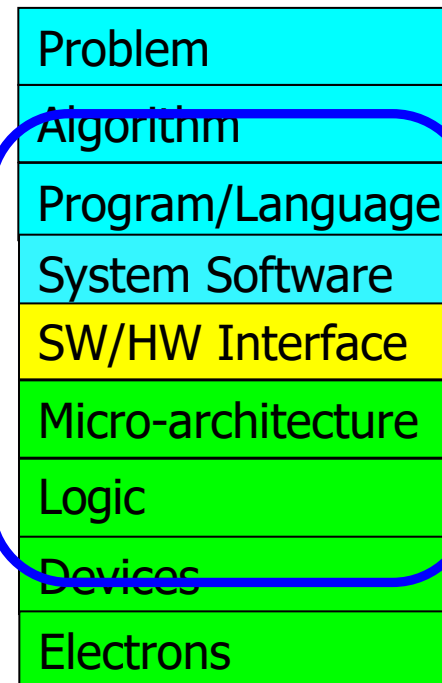 Problem
Algorithm
Program/Language
System Software
SW/HW Interface
Micro-architecture
Logic
Devices
Electrons